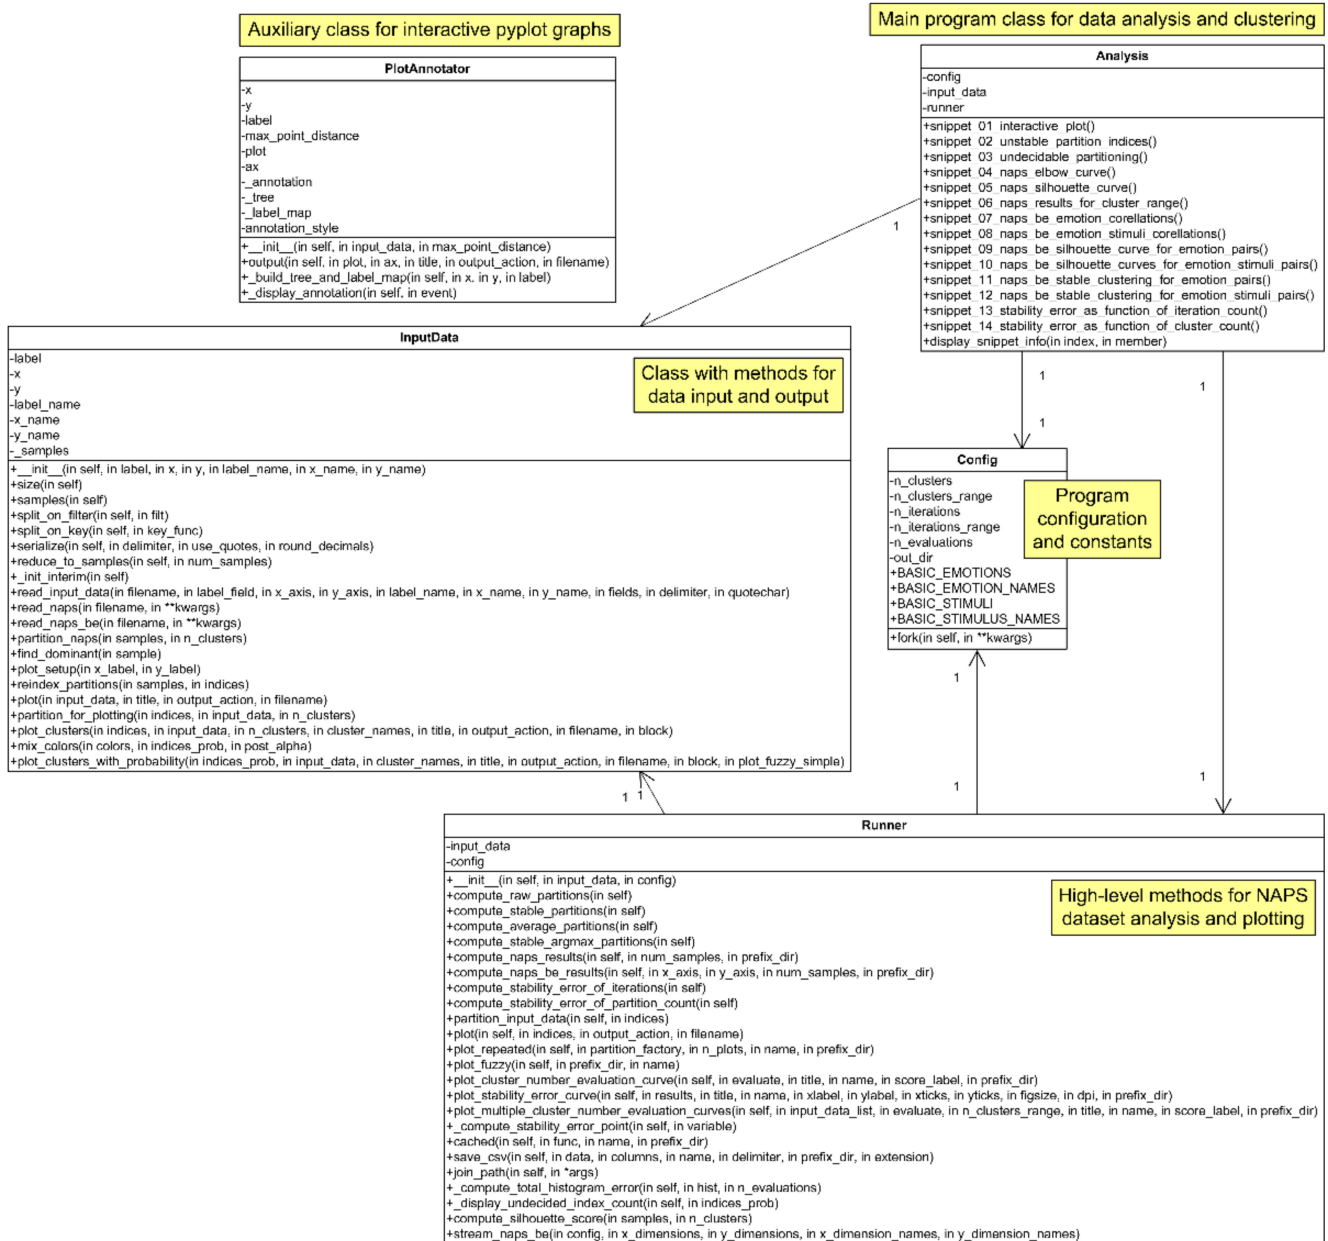 Auxiliary class for interactive pyplot graphs
PlotAnnotator
-x
-y
-label
-max_point_distance
-plot
-ax
-_annotation
-_tree
-_label_map
-annotation_style
+__init__(in self, in input_data, in max_point_distance)
+output(in self, in plot, in ax, in title, in output_action, in filename)
+_build_tree_and_label_map(in self, in x, in y, in label)
+_display_annotation(in self, in event)
Main program class for data analysis and clustering
Analysis
-config
-input_data
-runner
+snippet_01_interactive_plot()
+snippet_02_unstable_partition_indices()
+snippet_03_undecidable_partitioning()
+snippet_04_naps_elbow_curve()
+snippet_05_naps_silhouette_curve()
+snippet_06_naps_results_for_cluster_range()
+snippet_07_naps_be_emotion_corellations()
+snippet_08_naps_be_emotion_stimuli_corellations()
+snippet_09_naps_be_silhouette_curve_for_emotion_pairs()
+snippet_10_naps_be_silhouette_curves_for_emotion_stimuli_pairs()
+snippet_11_naps_be_stable_clustering_for_emotion_pairs()
+snippet_12_naps_be_stable_clustering_for_emotion_stimuli_pairs()
+snippet_13_stability_error_as_function_of_iteration_count()
+snippet_14_stability_error_as_function_of_cluster_count()
+display_snippet_info(in index, in member)
1
1
1
1
InputData
Class with methods for
data input and output
-label
-x
-y
-label_name
-x_name
-y_name
-_samples
+__init__(in self, in label, in x, in y, in label_name, in x_name, in y_name)
+size(in self)
+samples(in self)
+split_on_filter(in self, in filt)
+split_on_key(in self, in key_func)
+serialize(in self, in delimiter, in use_quotes, in round_decimals)
+reduce_to_samples(in self, in num_samples)
+_init_interim(in self)
+read_input_data(in filename, in label_field, in x_axis, in y_axis, in label_name, in x_name, in y_name, in fields, in delimiter, in quotechar)
+read_naps(in filename, in **kwargs)
+read_naps_be(in filename, in **kwargs)
+partition_naps(in samples, in n_clusters)
+find_dominant(in sample)
+plot_setup(in x_label, in y_label)
+reindex_partitions(in samples, in indices)
+plot(in input_data, in title, in output_action, in filename)
+partition_for_plotting(in indices, in input_data, in n_clusters)
+plot_clusters(in indices, in input_data, in n_clusters, in cluster_names, in title, in output_action, in filename, in block)
+mix_colors(in colors, in indices_prob, in post_alpha)
+plot_clusters_with_probability(in indices_prob, in input_data, in cluster_names, in title, in output_action, in filename, in block, in plot_fuzzy_simple)
Config
Program
configuration
and constants
-n_clusters
-n_clusters_range
-n_iterations
-n_iterations_range
-n_evaluations
-out_dir
+BASIC_EMOTIONS
+BASIC_EMOTION_NAMES
+BASIC_STIMULI
+BASIC_STIMULUS_NAMES
+fork(in self, in **kwargs)
1
1
1
1 1
Runner
High-level methods for NAPS
dataset analysis and plotting
-input_data
-config
+__init__(in self, in input_data, in config)
+compute_raw_partitions(in self)
+compute_stable_partitions(in self)
+compute_average_partitions(in self)
+compute_stable_argmax_partitions(in self)
+compute_naps_results(in self, in num_samples, in prefix_dir)
+compute_naps_be_results(in self, in x_axis, in y_axis, in num_samples, in prefix_dir)
+compute_stability_error_of_iterations(in self)
+compute_stability_error_of_partition_count(in self)
+partition_input_data(in self, in indices)
+plot(in self, in indices, in output_action, in filename)
+plot_repeated(in self, in partition_factory, in n_plots, in name, in prefix_dir)
+plot_fuzzy(in self, in prefix_dir, in name)
+plot_cluster_number_evaluation_curve(in self, in evaluate, in title, in name, in score_label, in prefix_dir)
+plot_stability_error_curve(in self, in results, in title, in name, in xlabel, in ylabel, in xticks, in yticks, in figsize, in dpi, in prefix_dir)
+plot_multiple_cluster_number_evaluation_curves(in self, in input_data_list, in evaluate, in n_clusters_range, in title, in name, in score_label, in prefix_dir)
+_compute_stability_error_point(in self, in variable)
+cached(in self, in func, in name, in prefix_dir)
+save_csv(in self, in data, in columns, in name, in delimiter, in prefix_dir, in extension)
+join_path(in self, in *args)
+_compute_total_histogram_error(in self, in hist, in n_evaluations)
+_display_undecided_index_count(in self, in indices_prob)
+compute_silhouette_score(in samples, in n_clusters)
+stream_naps_be(in config, in x_dimensions, in y_dimensions, in x_dimension_names, in y_dimension_names)